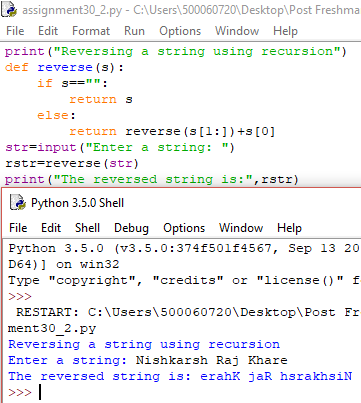 assignment30_2.py - C:\Users\500060720\Desktop\Post Freshman
File Edit Format Run Options Window Help
print("Reversing a string using recursion")
def reverse(s):
    if s=="":
        return s
    else:
        return reverse(s[1:])+s[0]
str=input("Enter a string: ")
rstr=reverse(str)
print("The reversed string is:",rstr)
Python 3.5.0 Shell
File Edit Shell Debug Options Window Help
Python 3.5.0 (v3.5.0:374f501f4567, Sep 13 20
D64)] on win32
Type "copyright", "credits" or "license()" f
>>>
 RESTART: C:\Users\500060720\Desktop\Post Fres
ment30_2.py
Reversing a string using recursion
Enter a string: Nishkarsh Raj Khare
The reversed string is: erahK jaR hsrakhsiN
>>>